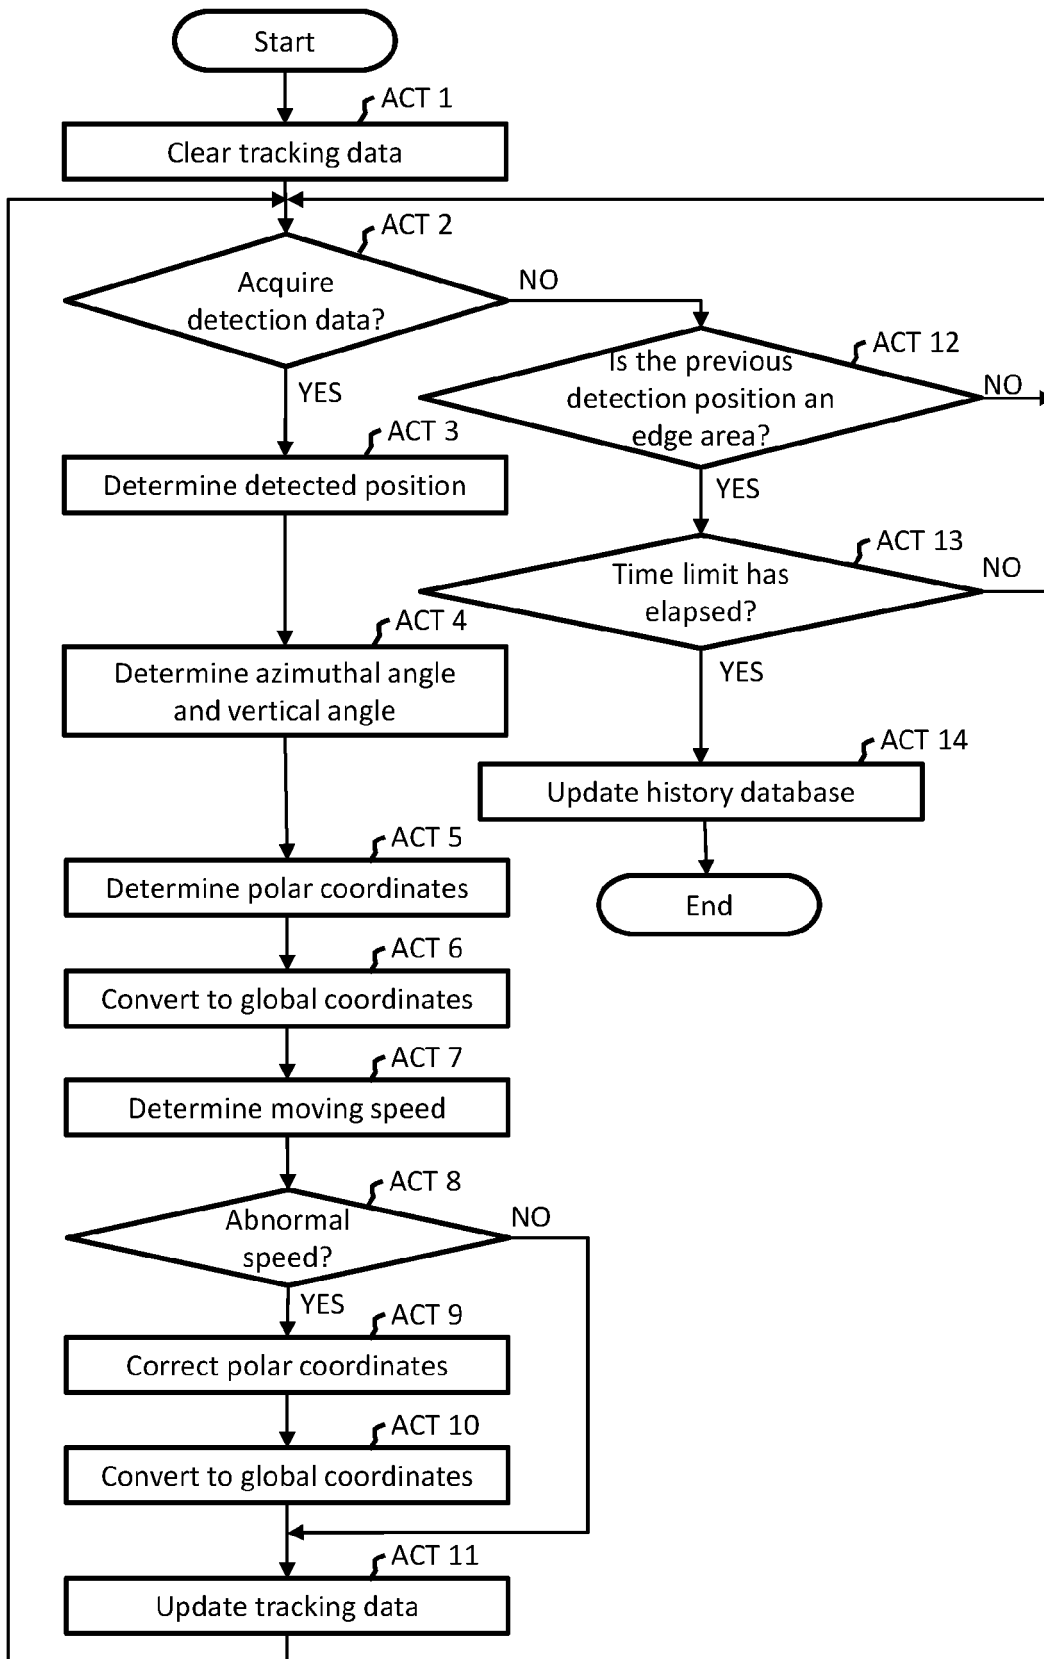 Start
ACT 1
Clear tracking data
ACT 2
Acquire
detection data?
NO
YES
ACT 12
Is the previous
detection position an
edge area?
NO
YES
ACT 3
Determine detected position
ACT 13
Time limit has
elapsed?
NO
YES
ACT 4
Determine azimuthal angle
and vertical angle
ACT 14
Update history database
End
ACT 5
Determine polar coordinates
ACT 6
Convert to global coordinates
ACT 7
Determine moving speed
ACT 8
Abnormal
speed?
NO
YES
ACT 9
Correct polar coordinates
ACT 10
Convert to global coordinates
ACT 11
Update tracking data